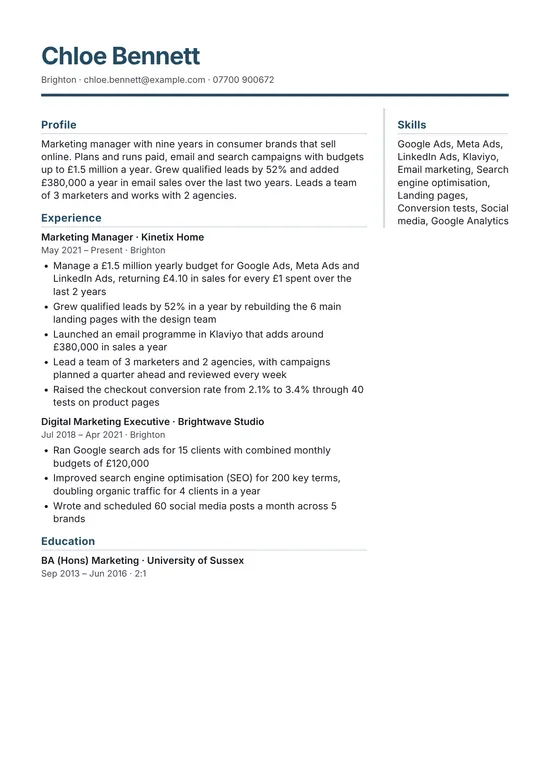 Chloe Bennett
Brighton · chloe.bennett@example.com · 07700 900672
Profile
Marketing manager with nine years in consumer brands that sell
online. Plans and runs paid, email and search campaigns with budgets
up to £1.5 million a year. Grew qualified leads by 52% and added
£380,000 a year in email sales over the last two years. Leads a team
of 3 marketers and works with 2 agencies.
Experience
Marketing Manager · Kinetix Home
May 2021 – Present · Brighton
• Manage a £1.5 million yearly budget for Google Ads, Meta Ads and
LinkedIn Ads, returning £4.10 in sales for every £1 spent over the
last 2 years
• Grew qualified leads by 52% in a year by rebuilding the 6 main
landing pages with the design team
• Launched an email programme in Klaviyo that adds around
£380,000 in sales a year
• Lead a team of 3 marketers and 2 agencies, with campaigns
planned a quarter ahead and reviewed every week
• Raised the checkout conversion rate from 2.1% to 3.4% through 40
tests on product pages
Digital Marketing Executive · Brightwave Studio
Jul 2018 – Apr 2021 · Brighton
• Ran Google search ads for 15 clients with combined monthly
budgets of £120,000
• Improved search engine optimisation (SEO) for 200 key terms,
doubling organic traffic for 4 clients in a year
• Wrote and scheduled 60 social media posts a month across 5
brands
Education
BA (Hons) Marketing · University of Sussex
Sep 2013 – Jun 2016 · 2:1
Skills
Google Ads, Meta Ads,
LinkedIn Ads, Klaviyo,
Email marketing, Search
engine optimisation,
Landing pages,
Conversion tests, Social
media, Google Analytics